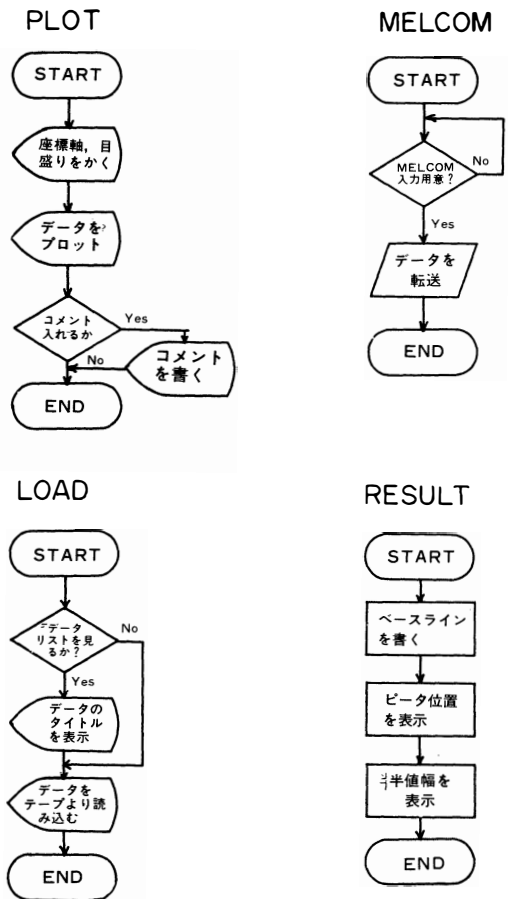 PLOT
START
座標軸，目
盛りをかく
データを
プロット
コメント
入れるか
Yes
No
コメント
を書く
END
MELCOM
START
MELCOM
入力用意？
No
Yes
データを
転送
END
LOAD
START
データ
リストを見
るか？
No
Yes
データの
タイトル
を表示
データを
テープより読
み込む
END
RESULT
START
ベースライン
を書く
ピータ位置
を表示
半値幅を
表示
END